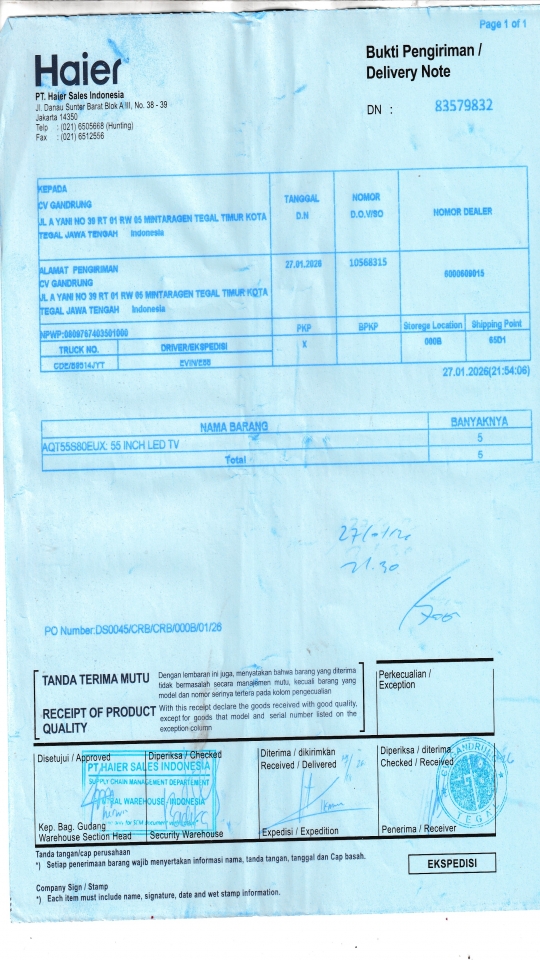 Page 1 of 1
Haier
Bukti Pengiriman /
Delivery Note
PT. Haier Sales Indonesia
Jl. Danau Sunter Barat Blok A III, No. 38 - 39
Jakarta 14350
Telp : (021) 6505668 (Hunting)
Fax : (021) 6512556
DN : 83579832
KEPADA
CV GANDRUNG
JL A YANI NO 39 RT 01 RW 05 MINTARAGEN TEGAL TIMUR KOTA
TEGAL JAWA TENGAH Indonesia
TANGGAL
D.N
NOMOR
D.O.V/SO
NOMOR DEALER
ALAMAT PENGIRIMAN
CV GANDRUNG
JL A YANI NO 39 RT 01 RW 05 MINTARAGEN TEGAL TIMUR KOTA
TEGAL JAWA TENGAH Indonesia
27.01.2026
10568315
6000600015
NPWP:0809767403501000
PKP
BPKP
Storege Location
Shipping Point
TRUCK NO.
DRIVER/EKSPEDISI
X
000B
65D1
27.01.2026(21:54:06)
NAMA BARANG
BANYAKNYA
AQT55S80EUX: 55 INCH LED TV
5
Total
5
27/01/26
21.30
PO Number:DS0045/CRB/CRB/000B/01/26
TANDA TERIMA MUTU
Dengan lembaran ini juga, menyatakan bahwa barang yang diterima
tidak bermasalah secara manajemen mutu, kecuali barang yang
model dan nomor serinya tertera pada kolom pengecualian
RECEIPT OF PRODUCT
QUALITY
With this receipt declare the goods received with good quality,
except for goods that model and serial number listed on the
exception column
Perkecualian /
Exception
Disetujui / Approved
Diperiksa / Checked
Diterima / dikirimkan
Received / Delivered
Diperiksa / diterima
Checked / Received
PT.HAIER SALES INDONESIA
SUPPLY CHAIN MANAGEMENT DEPARTEMENT
WAREHOUSE INDONESIA
TEGAL
Kep. Bag. Gudang
Warehouse Section Head
Security Warehouse
Expedisi / Expedition
Penerima / Receiver
Tanda tangan/cap perusahaan
*) Setiap penerimaan barang wajib menyertakan informasi nama, tanda tangan, tanggal dan Cap basah.
EKSPEDISI
Company Sign / Stamp
*) Each item must include name, signature, date and wet stamp information.